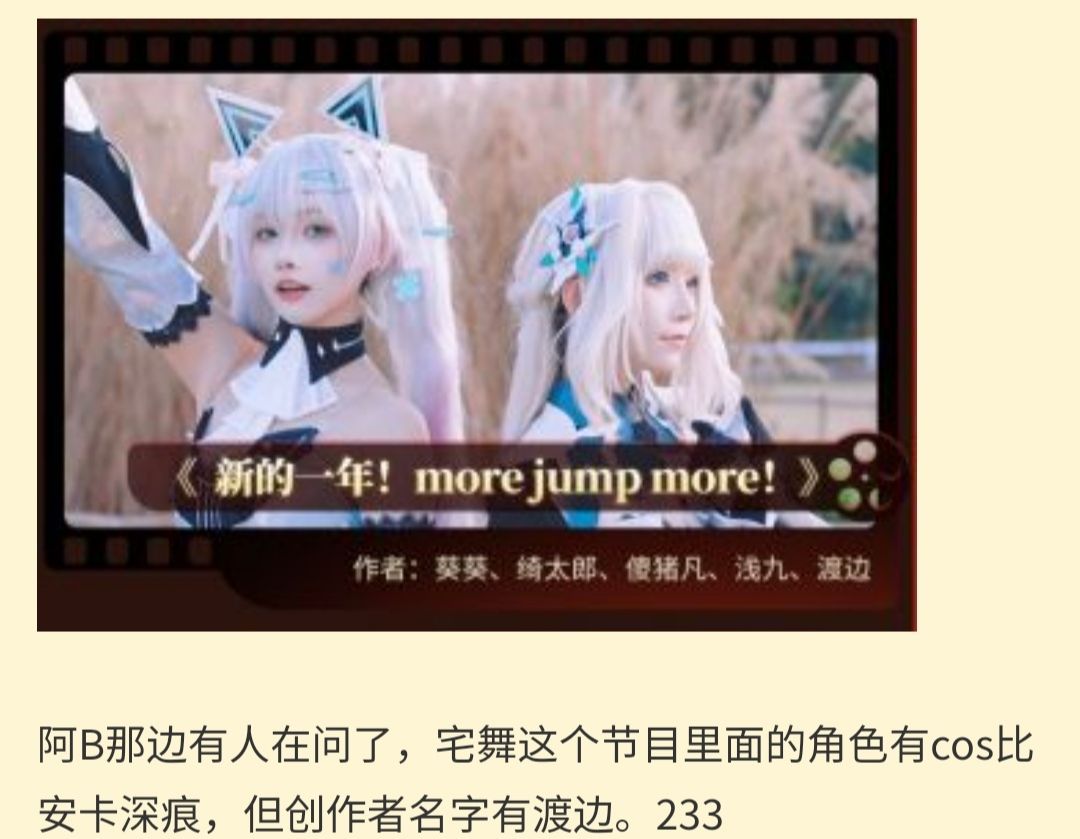 《 新的一年！more jump more！》
作者：葵葵、绮太郎、傻猪凡、浅九、渡边
阿B那边有人在问了，宅舞这个节目里面的角色有cos比
安卡深痕，但创作者名字有渡边。233